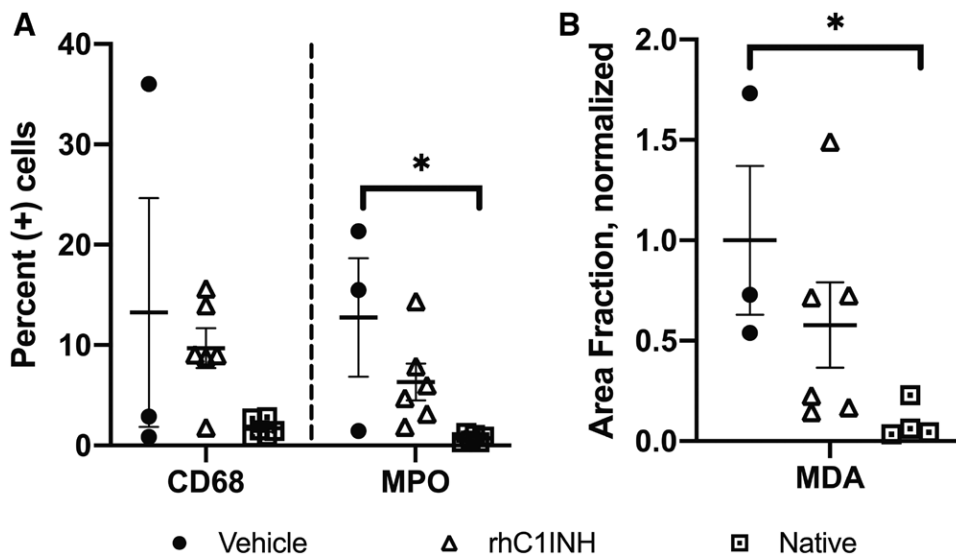 A
Percent (+) cells
40
30
20
10
0
*
CD68
MPO
B
Area Fraction, normalized
2.0
1.5
1.0
0.5
0.0
*
MDA
Vehicle
rhC1INH
Native